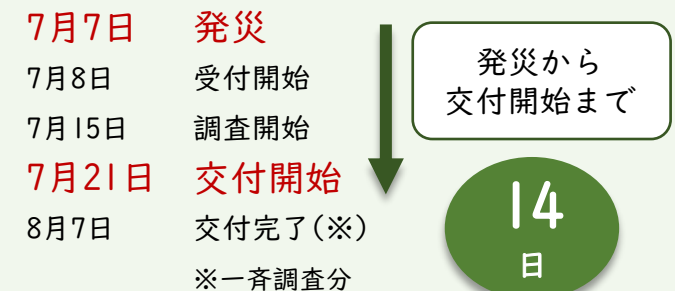 7月7日 発災
7月8日 受付開始
7月15日 調査開始
7月21日 交付開始
8月7日 交付完了(※)
※一斉調査分
発災から
交付開始まで
14
日